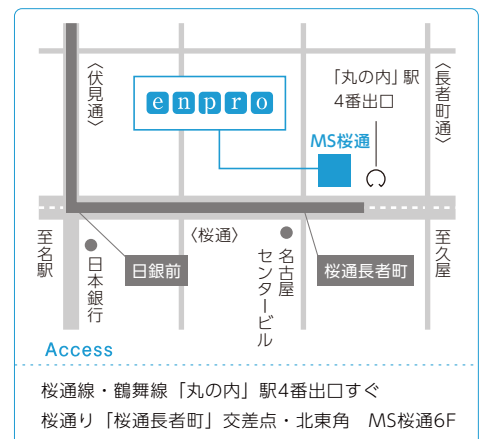 〈伏見通〉
enpro
「丸の内」駅
4番出口
〈長者町通〉
MS桜通
至名駅
日本銀行
日銀前
〈桜通〉
名古屋
センタービル
桜通長者町
至久屋
Access
桜通線・鶴舞線「丸の内」駅4番出口すぐ
桜通り「桜通長者町」交差点・北東角　MS桜通6F